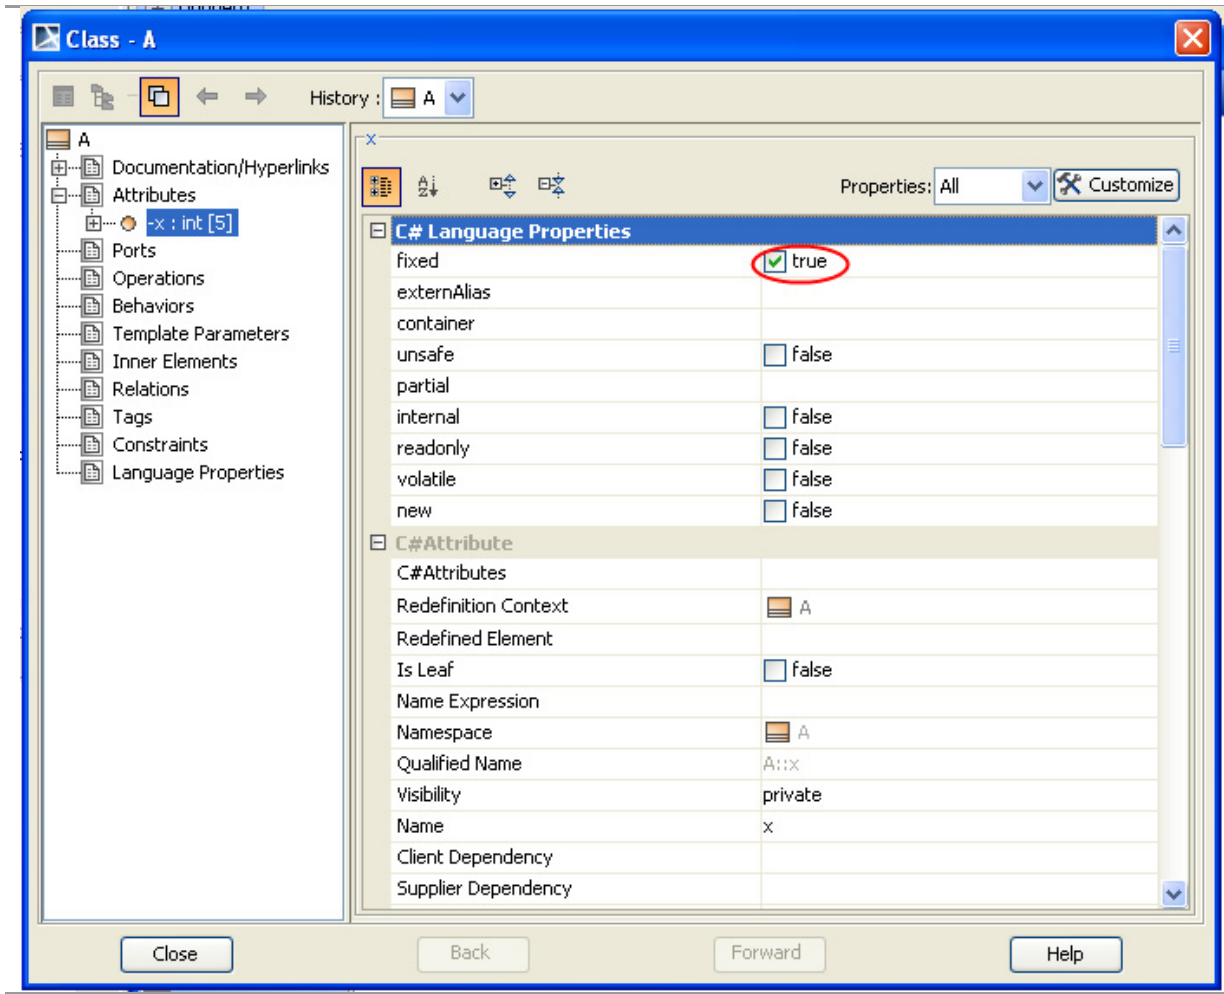 Class - A
History : A
A
Documentation/Hyperlinks
Attributes
-x : int [5]
Ports
Operations
Behaviors
Template Parameters
Inner Elements
Relations
Tags
Constraints
Language Properties
x
A
Z
Properties: All
Customize
C# Language Properties
fixed true
externAlias
container
unsafe false
partial
internal false
readonly false
volatile false
new false
C#Attribute
C#Attributes
Redefinition Context A
Redefined Element
Is Leaf false
Name Expression
Namespace A
Qualified Name A::x
Visibility private
Name x
Client Dependency
Supplier Dependency
Close
Back
Forward
Help